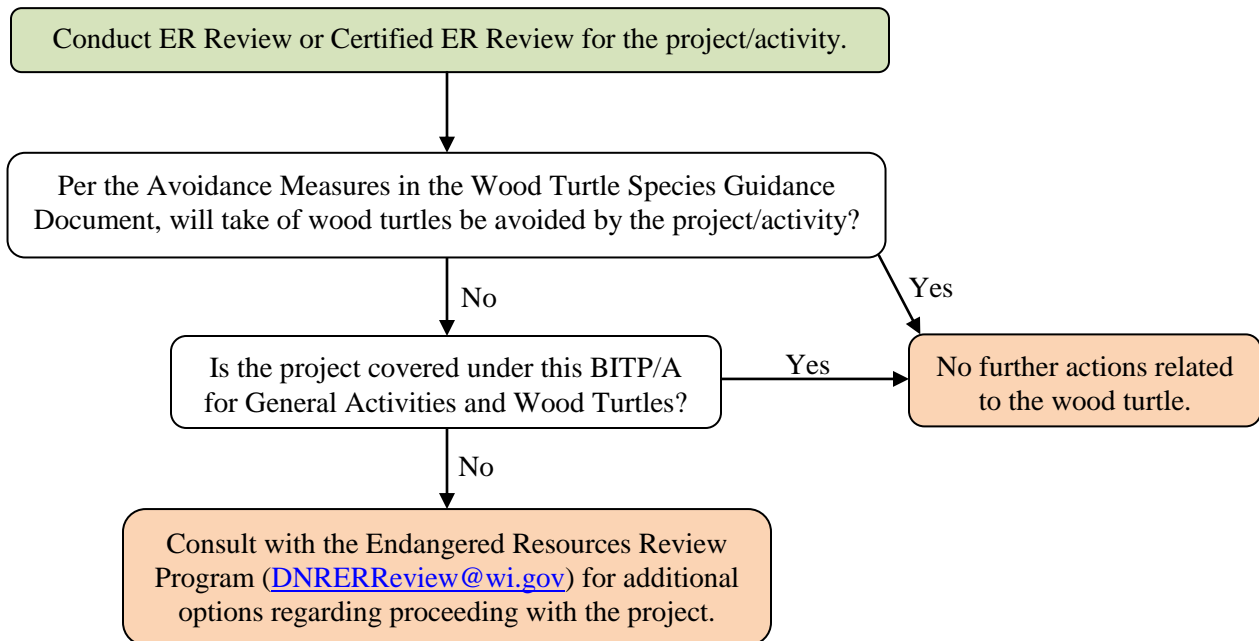 Conduct ER Review or Certified ER Review for the project/activity.
Per the Avoidance Measures in the Wood Turtle Species Guidance
Document, will take of wood turtles be avoided by the project/activity?
Yes
No
Is the project covered under this BITP/A
for General Activities and Wood Turtles?
Yes
No further actions related
to the wood turtle.
No
Consult with the Endangered Resources Review
Program (DNRERReview@wi.gov) for additional
options regarding proceeding with the project.